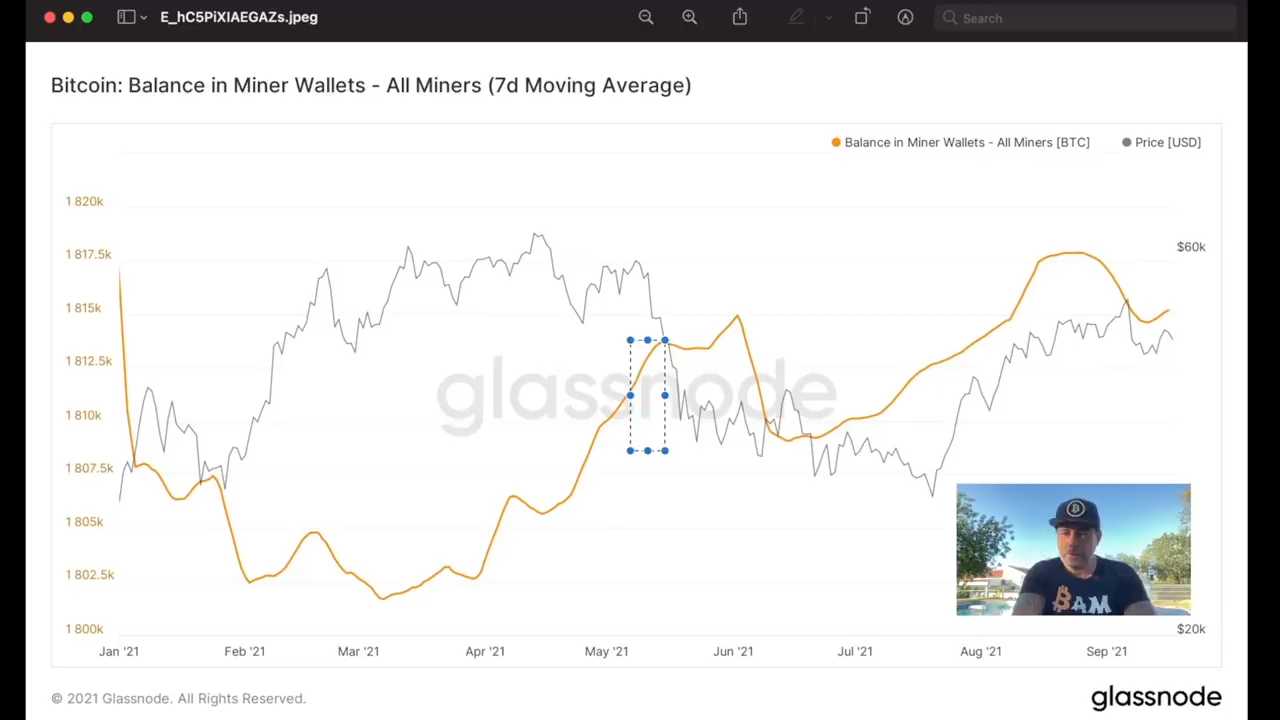 E_hC5PiXIAEGAZs.jpeg
Search
Bitcoin: Balance in Miner Wallets - All Miners (7d Moving Average)
Balance in Miner Wallets - All Miners [BTC]
Price [USD]
1 820k
1 817.5k
1 815k
1 812.5k
1 810k
1 807.5k
1 805k
1 802.5k
1 800k
$60k
$20k
glassnode
BAM
Jan '21
Feb '21
Mar '21
Apr '21
May '21
Jun '21
Jul '21
Aug '21
Sep '21
© 2021 Glassnode. All Rights Reserved.
glassnode